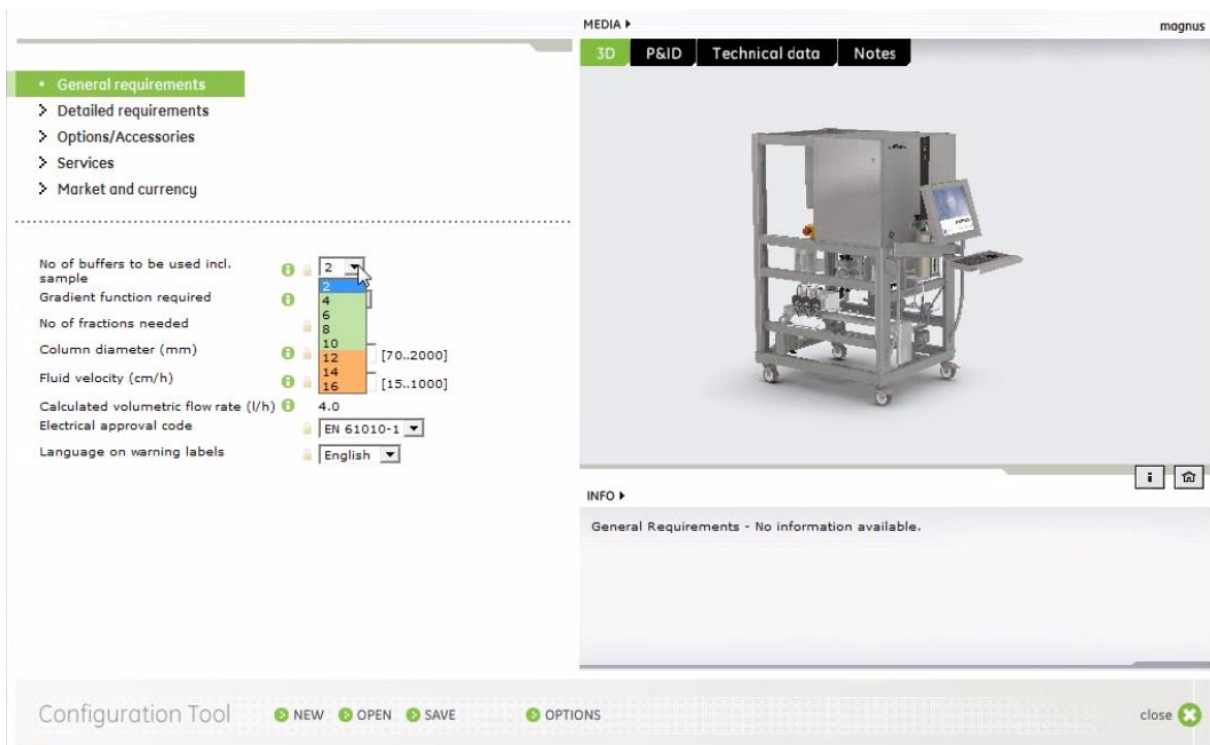 MEDIA
magnus
3D P&ID Technical data Notes
General requirements
Detailed requirements
Options/Accessories
Services
Market and currency
No of buffers to be used incl.
sample
2
2
4
6
8
10
12
14
16
Gradient function required
No of fractions needed
Column diameter (mm) [70..2000]
Fluid velocity (cm/h) [15..1000]
Calculated volumetric flow rate (l/h) 4.0
Electrical approval code EN 61010-1
Language on warning labels English
i
INFO
General Requirements - No information available.
Configuration Tool NEW OPEN SAVE OPTIONS close